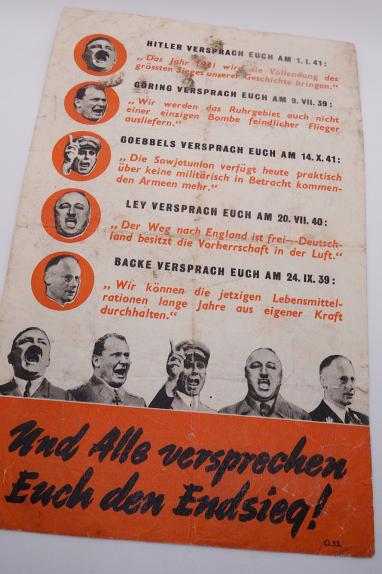 HITLER VERSPRACH EUCH AM 1.I.41:
„Das Jahr 1941 wird die Vollendung des
grössten Sieges unserer Geschichte bringen.“
GÖRING VERSPRACH EUCH AM 9.VII.39:
„Wir werden das Ruhrgebiet auch nicht
einer einzigen Bombe feindlicher Flieger
ausliefern.“
GOEBBELS VERSPRACH EUCH AM 14.X.41:
„Die Sowjetunion verfügt heute praktisch
über keine militärisch in Betracht kommen-
den Armeen mehr.“
LEY VERSPRACH EUCH AM 20.VII.40:
„Der Weg nach England ist frei—Deutsch-
land besitzt die Vorherrschaft in der Luft.“
BACKE VERSPRACH EUCH AM 24.IX.39:
„Wir können die jetzigen Lebensmittel-
rationen lange Jahre aus eigener Kraft
durchhalten.“
Und Alle versprechen
Euch den Endsieg!
G.53.